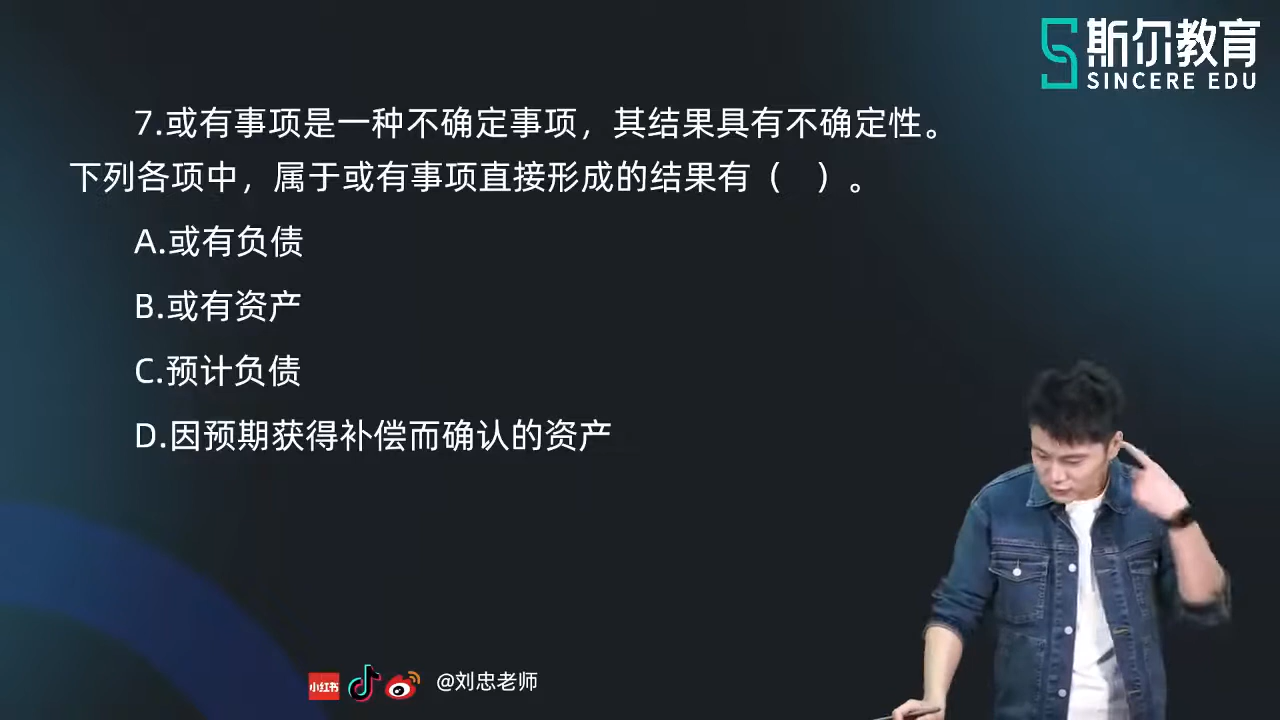 斯尔教育
SINCERE EDU
7.或有事项是一种不确定事项，其结果具有不确定性。
下列各项中，属于或有事项直接形成的结果有（　）。
A.或有负债
B.或有资产
C.预计负债
D.因预期获得补偿而确认的资产
小红书
@刘忠老师